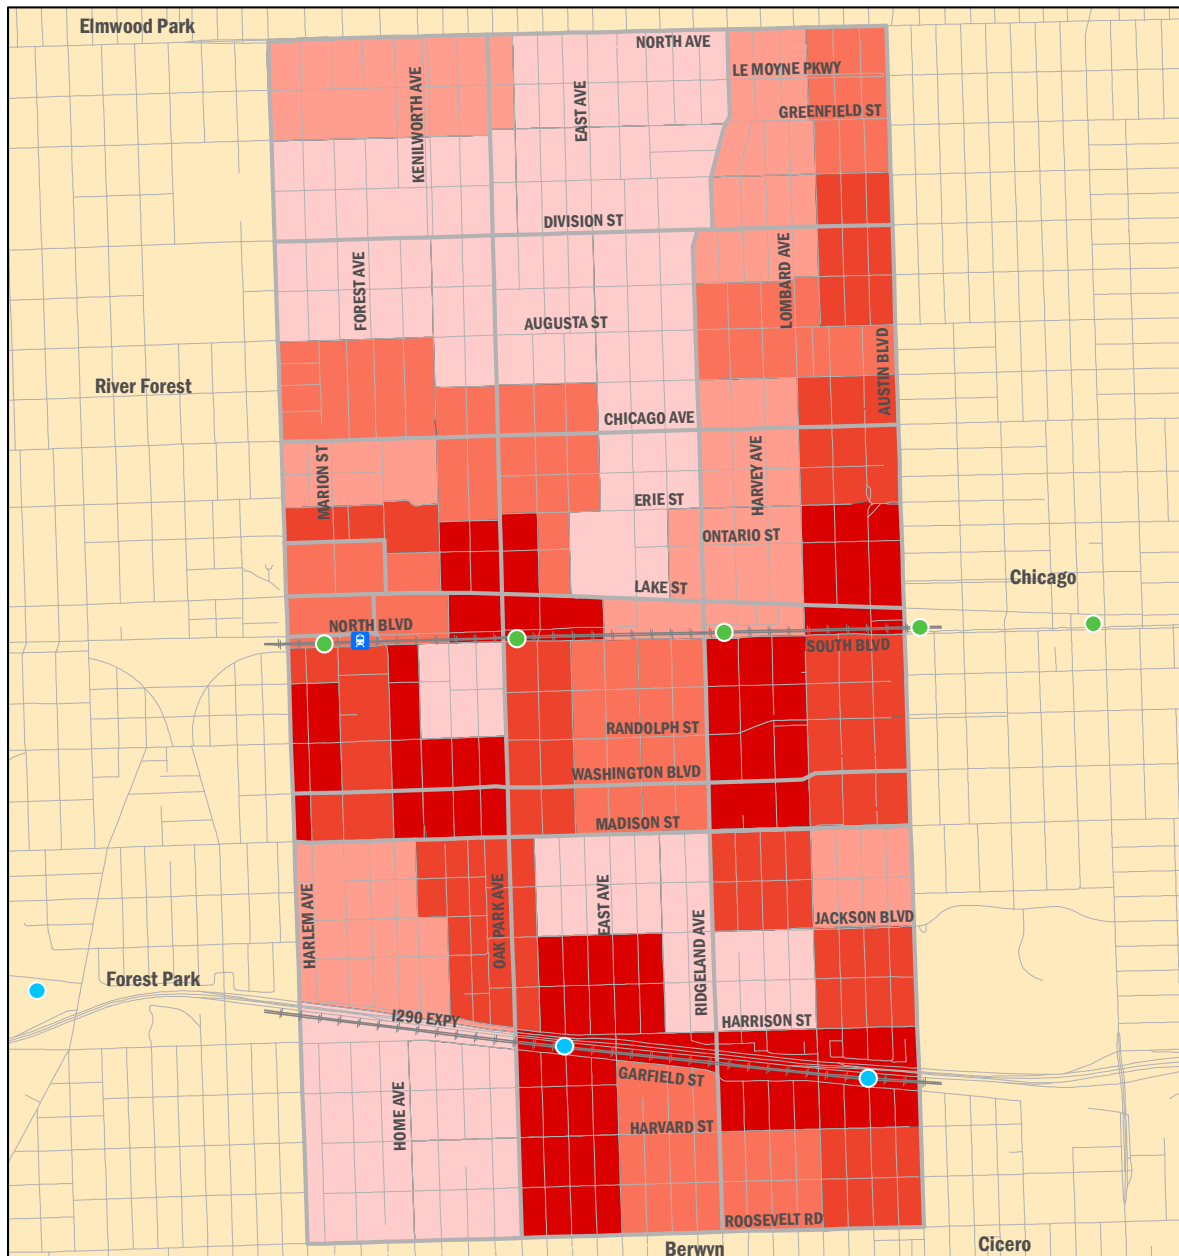 Elmwood Park
NORTH AVE
LE MOYNE PKWY
KENILWORTH AVE
EAST AVE
GREENFIELD ST
DIVISION ST
FOREST AVE
LOMBARD AVE
AUGUSTA ST
AUSTIN BLVD
River Forest
CHICAGO AVE
MARION ST
HARVEY AVE
ERIE ST
ONTARIO ST
Chicago
LAKE ST
NORTH BLVD
SOUTH BLVD
RANDOLPH ST
WASHINGTON BLVD
MADISON ST
HARLEM AVE
OAK PARK AVE
EAST AVE
RIDGELAND AVE
JACKSON BLVD
Forest Park
I290 EXPY
HARRISON ST
GARFIELD ST
HOME AVE
HARVARD ST
ROOSEVELT RD
Berwyn
Cicero